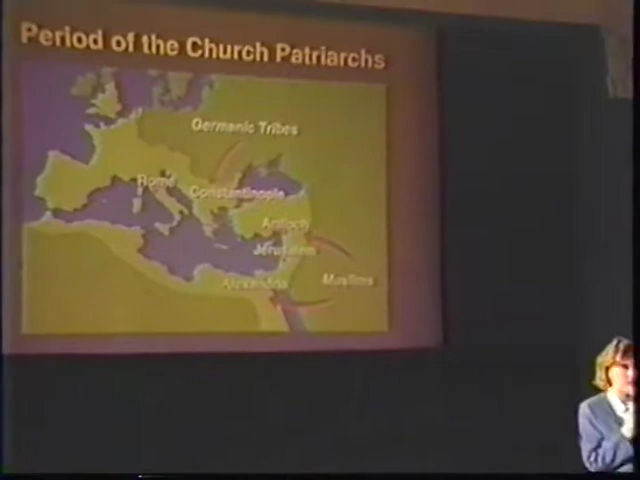 Period of the Church Patriarchs
Germanic Tribes
Rome
Constantinople
Antioch
Jerusalem
Alexandria
Muslims